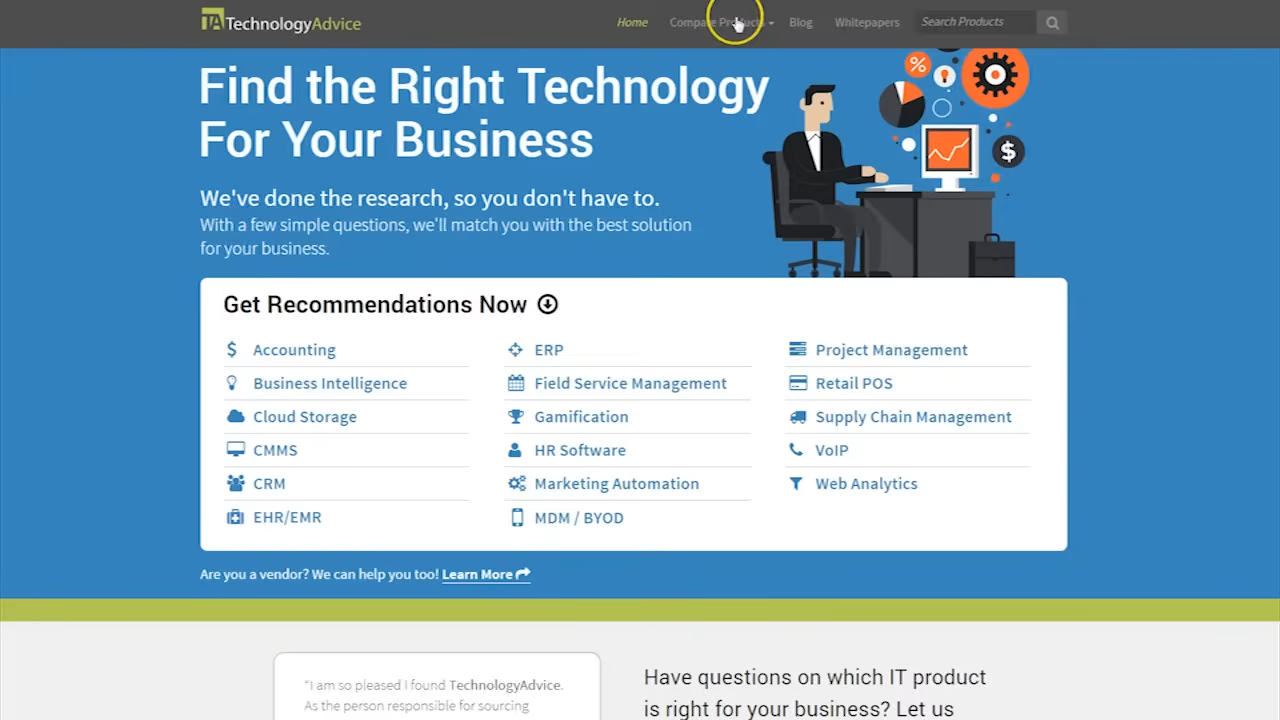 TA TechnologyAdvice
Home Compare Products Blog Whitepapers Search Products
Find the Right Technology
For Your Business
%
$
We've done the research, so you don't have to.
With a few simple questions, we'll match you with the best solution
for your business.
Get Recommendations Now
$ Accounting
Business Intelligence
Cloud Storage
CMMS
CRM
EHR/EMR
ERP
Field Service Management
Gamification
HR Software
Marketing Automation
MDM / BYOD
Project Management
Retail POS
Supply Chain Management
VoIP
Web Analytics
Are you a vendor? We can help you too! Learn More
“I am so pleased I found TechnologyAdvice.
As the person responsible for sourcing
Have questions on which IT product
is right for your business? Let us